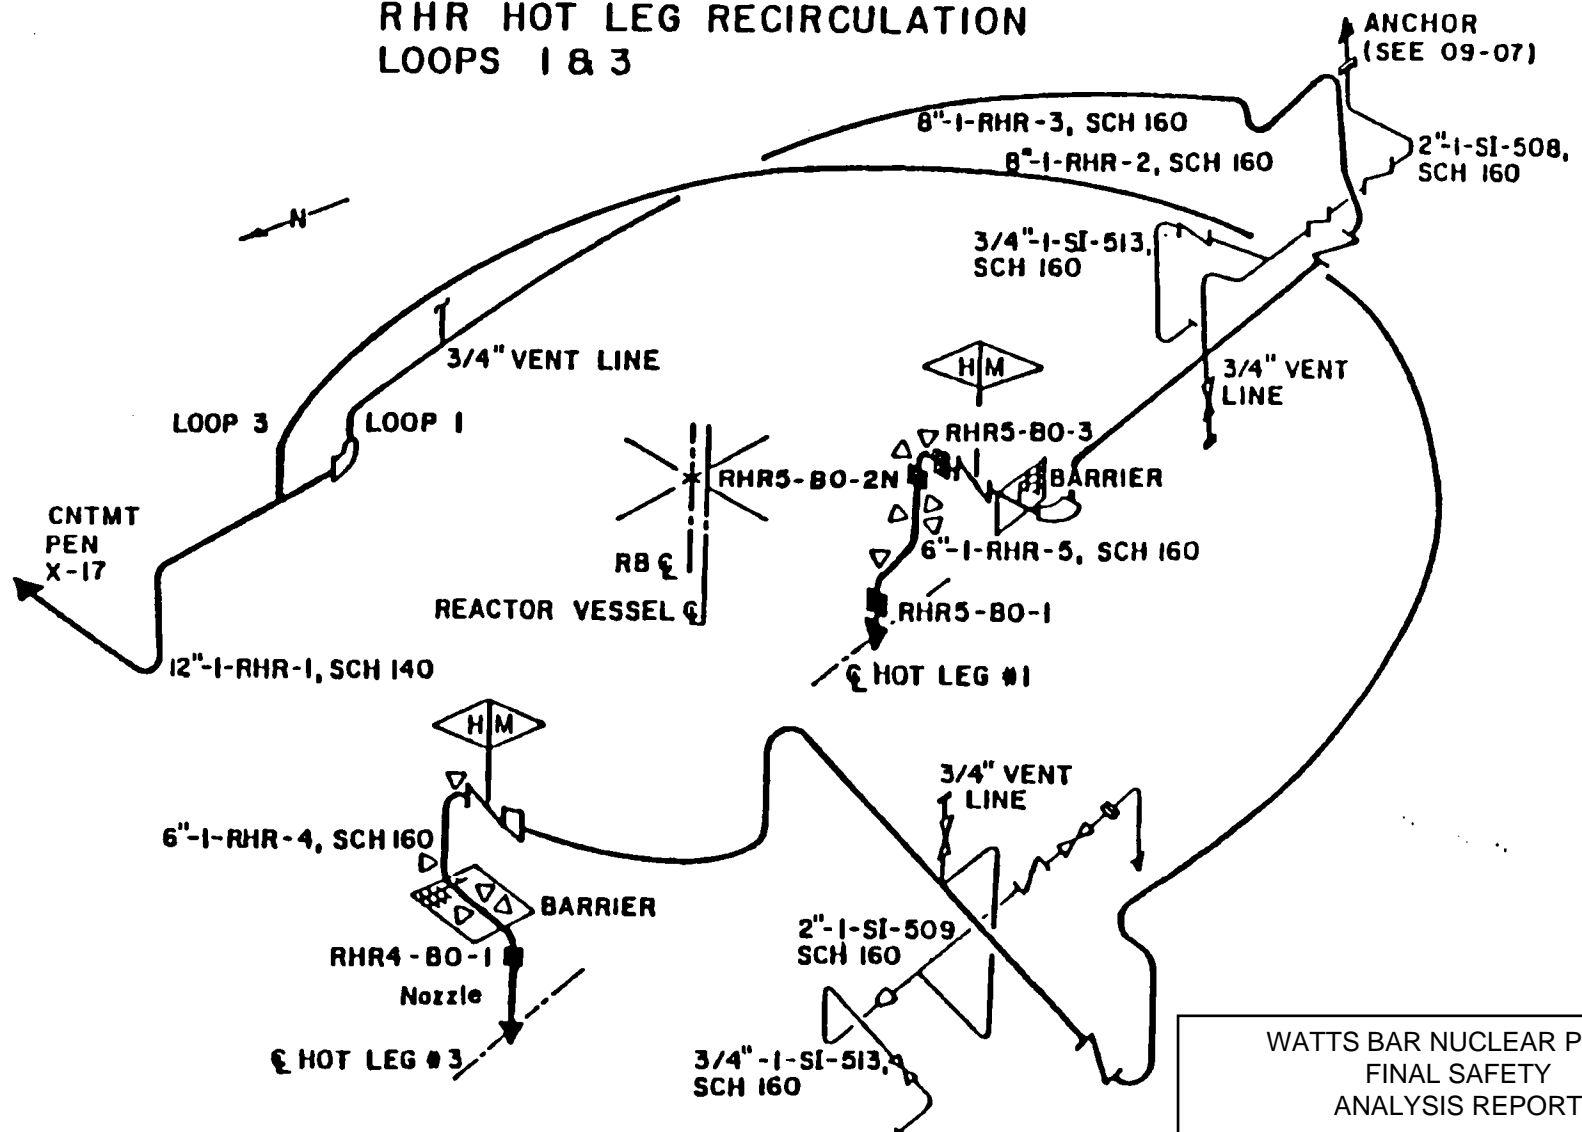 RHR HOT LEG RECIRCULATION
LOOPS 1 & 3
ANCHOR
(SEE 09-07)
8"-1-RHR-3, SCH 160
8"-1-RHR-2, SCH 160
2"-1-SI-508,
SCH 160
N
3/4"-1-SI-513,
SCH 160
3/4" VENT LINE
H M
3/4" VENT
LINE
LOOP 3
LOOP 1
RHR5-BO-3
RHR5-BO-2N
BARRIER
CNTMT
PEN
X-17
6"-1-RHR-5, SCH 160
RB ℄
REACTOR VESSEL ℄
RHR5-BO-1
12"-1-RHR-1, SCH 140
℄ HOT LEG #1
H M
3/4" VENT
LINE
6"-1-RHR-4, SCH 160
BARRIER
2"-1-SI-509
SCH 160
RHR4-BO-1
Nozzle
℄ HOT LEG #3
3/4"-1-SI-513,
SCH 160
WATTS BAR NUCLEAR P
FINAL SAFETY
ANALYSIS REPORT